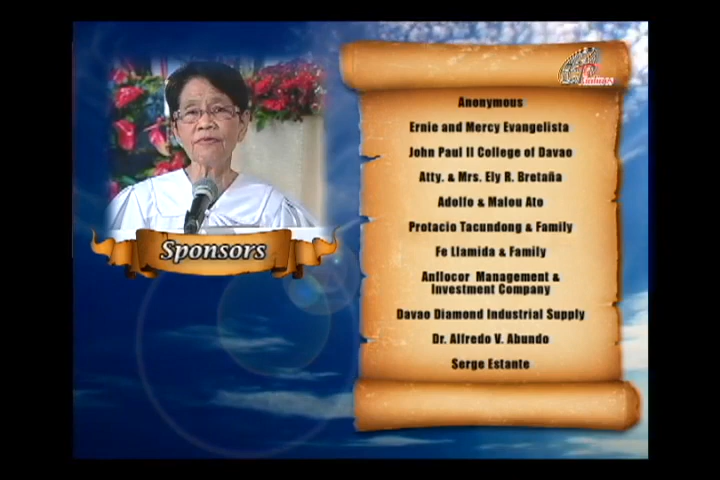 Anonymous
Ernie and Mercy Evangelista
John Paul II College of Davao
Atty. & Mrs. Ely R. Bretaña
Adolfo & Malou Ato
Protacio Tacundong & Family
Fe Llamida & Family
Anflocor Management &
Investment Company
Davao Diamond Industrial Supply
Dr. Alfredo V. Abundo
Serge Estante
Sponsors